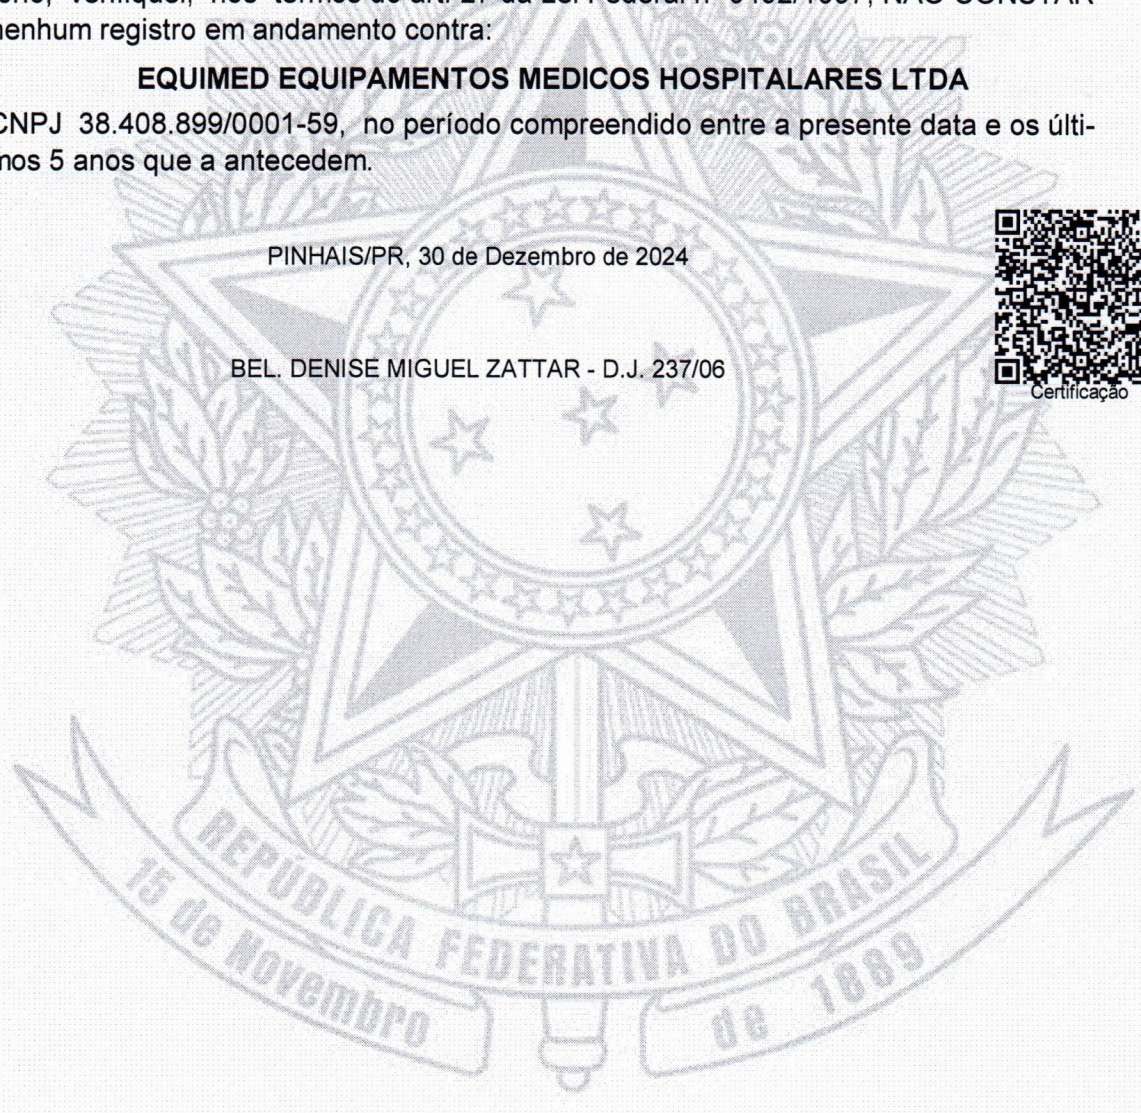 nenhum registro em andamento contra:
EQUIMED EQUIPAMENTOS MEDICOS HOSPITALARES LTDA
CNPJ 38.408.899/0001-59, no período compreendido entre a presente data e os últi-
mos 5 anos que a antecedem.
PINHAIS/PR, 30 de Dezembro de 2024
BEL. DENISE MIGUEL ZATTAR - D.J. 237/06
Certificação
REPÚBLICA FEDERATIVA DO BRASIL
15 de Novembro de 1889